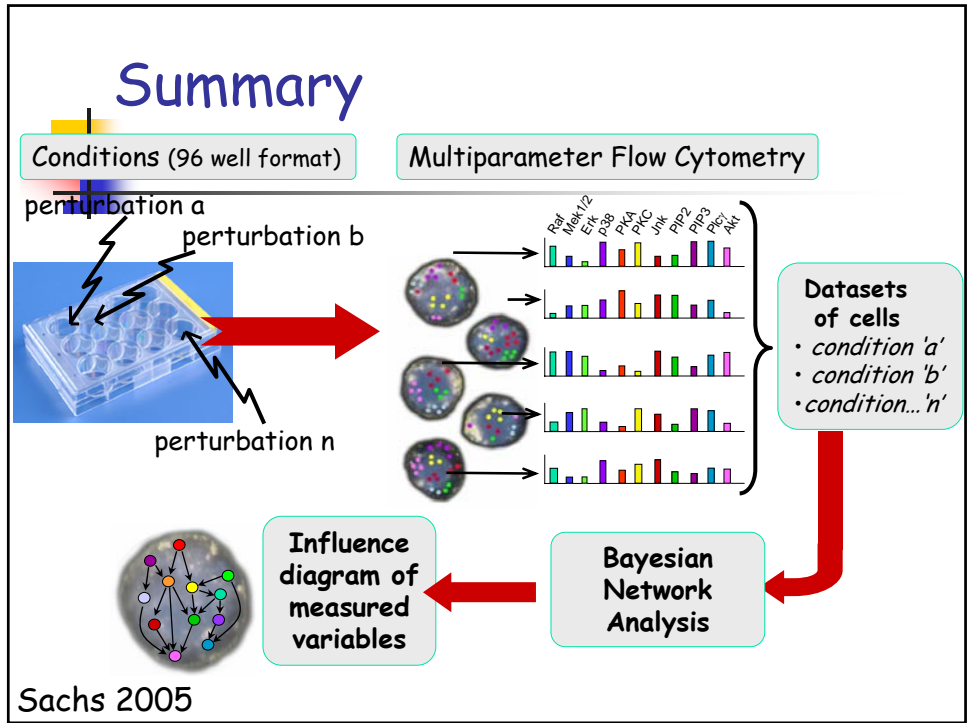 Summary
Conditions (96 well format)
Multiparameter Flow Cytometry
perturbation a
perturbation b
perturbation n
Raf
Mek1/2
Erk
p38
PKA
PKC
Jnk
PIP2
PIP3
Plcγ
Akt
Datasets
of cells
• condition 'a'
• condition 'b'
•condition...'n'
Influence
diagram of
measured
variables
Bayesian
Network
Analysis
Sachs 2005